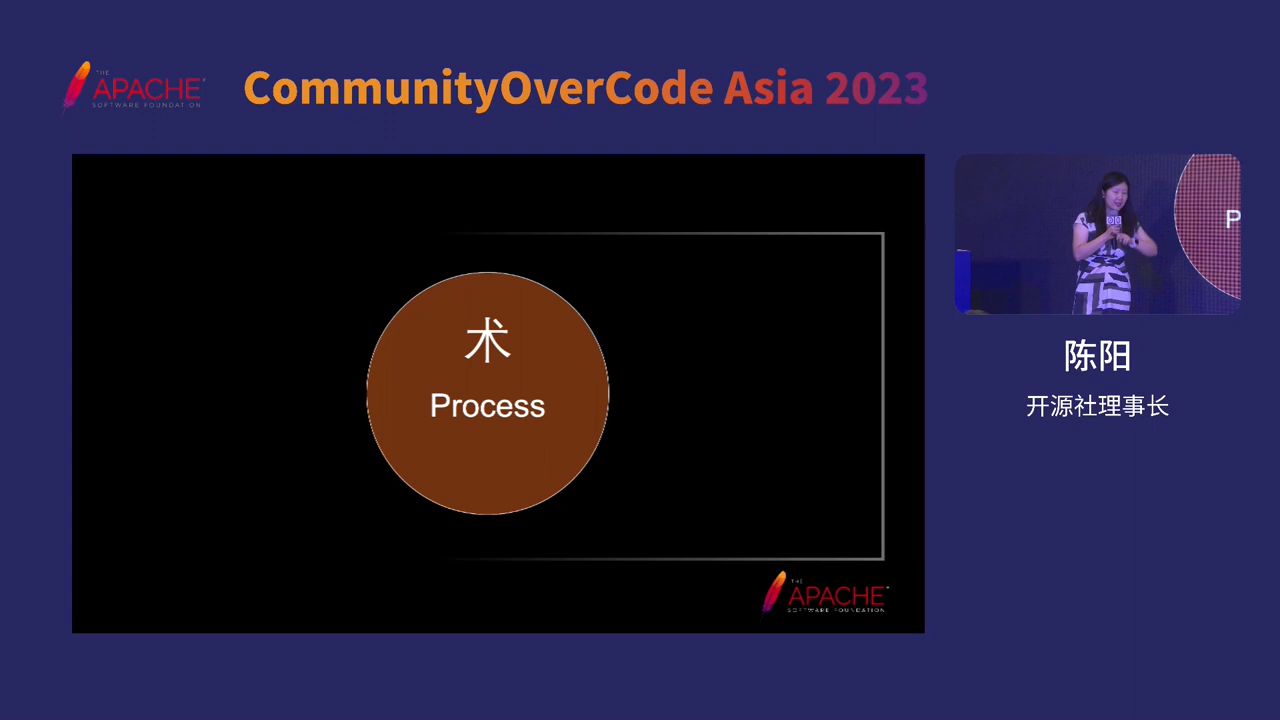 THE
APACHE
SOFTWARE FOUNDATION
CommunityOverCode Asia 2023
术
Process
THE
APACHE
SOFTWARE FOUNDATION
P
陈阳
开源社理事长